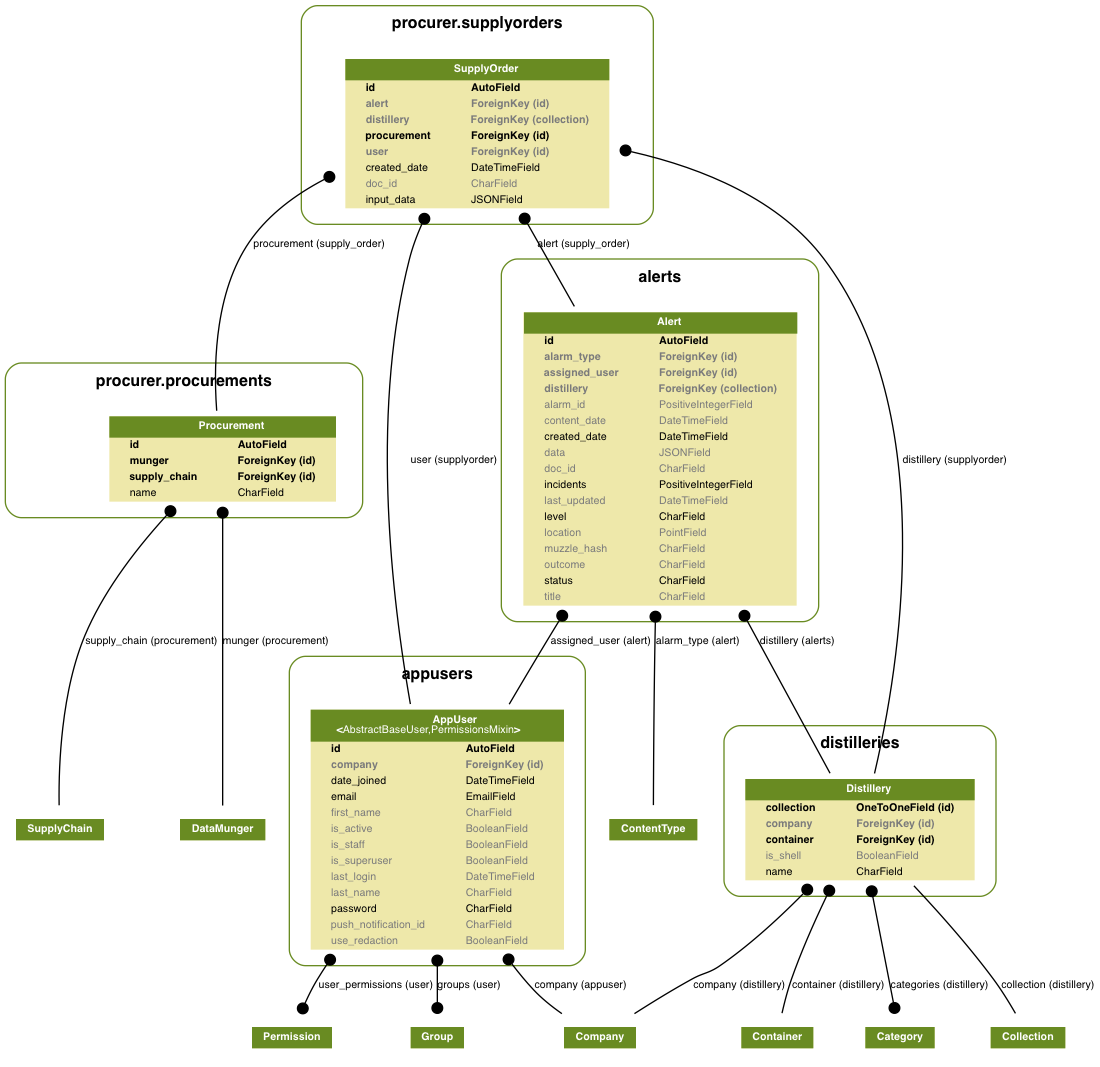 procurer.supplyorders
SupplyOrder
id AutoField
alert ForeignKey (id)
distillery ForeignKey (collection)
procurement ForeignKey (id)
user ForeignKey (id)
created_date DateTimeField
doc_id CharField
input_data JSONField
procurement (supply_order)
alert (supply_order)
alerts
Alert
id AutoField
alarm_type ForeignKey (id)
assigned_user ForeignKey (id)
distillery ForeignKey (collection)
alarm_id PositiveIntegerField
content_date DateTimeField
created_date DateTimeField
data JSONField
doc_id CharField
incidents PositiveIntegerField
last_updated DateTimeField
level CharField
location PointField
muzzle_hash CharField
outcome CharField
status CharField
title CharField
procurer.procurements
Procurement
id AutoField
munger ForeignKey (id)
supply_chain ForeignKey (id)
name CharField
user (supplyorder)
distillery (supplyorder)
supply_chain (procurement)
munger (procurement)
assigned_user (alert)
alarm_type (alert)
distillery (alerts)
appusers
AppUser
<AbstractBaseUser,PermissionsMixin>
id AutoField
company ForeignKey (id)
date_joined DateTimeField
email EmailField
first_name CharField
is_active BooleanField
is_staff BooleanField
is_superuser BooleanField
last_login DateTimeField
last_name CharField
password CharField
push_notification_id CharField
use_redaction BooleanField
distilleries
Distillery
collection OneToOneField (id)
company ForeignKey (id)
container ForeignKey (id)
is_shell BooleanField
name CharField
SupplyChain
DataMunger
ContentType
user_permissions (user)
groups (user)
company (appuser)
company (distillery)
container (distillery)
categories (distillery)
collection (distillery)
Permission
Group
Company
Container
Category
Collection